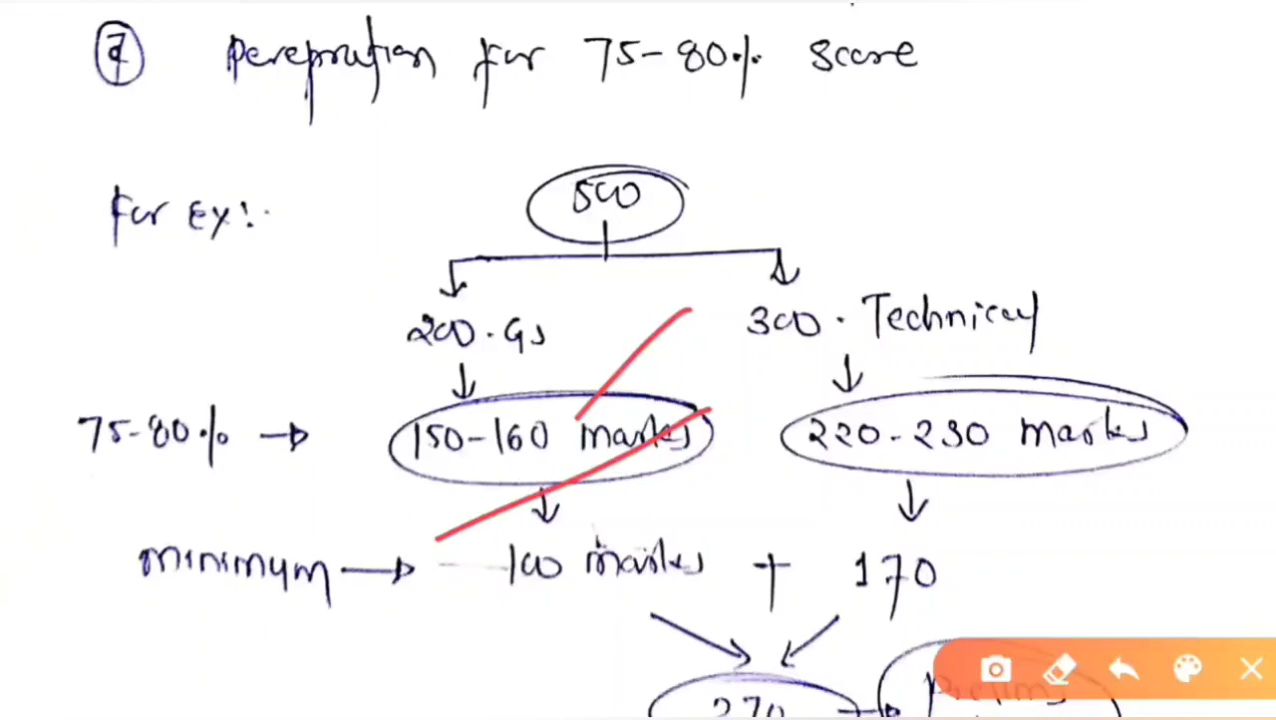 7 Pereprution for 75-80% Score
for Ex:-
500
200. GS 300. Technical
75-80% → 150-160 marks 220-230 marks
minimum → 100 marks + 170
270 → Prelims